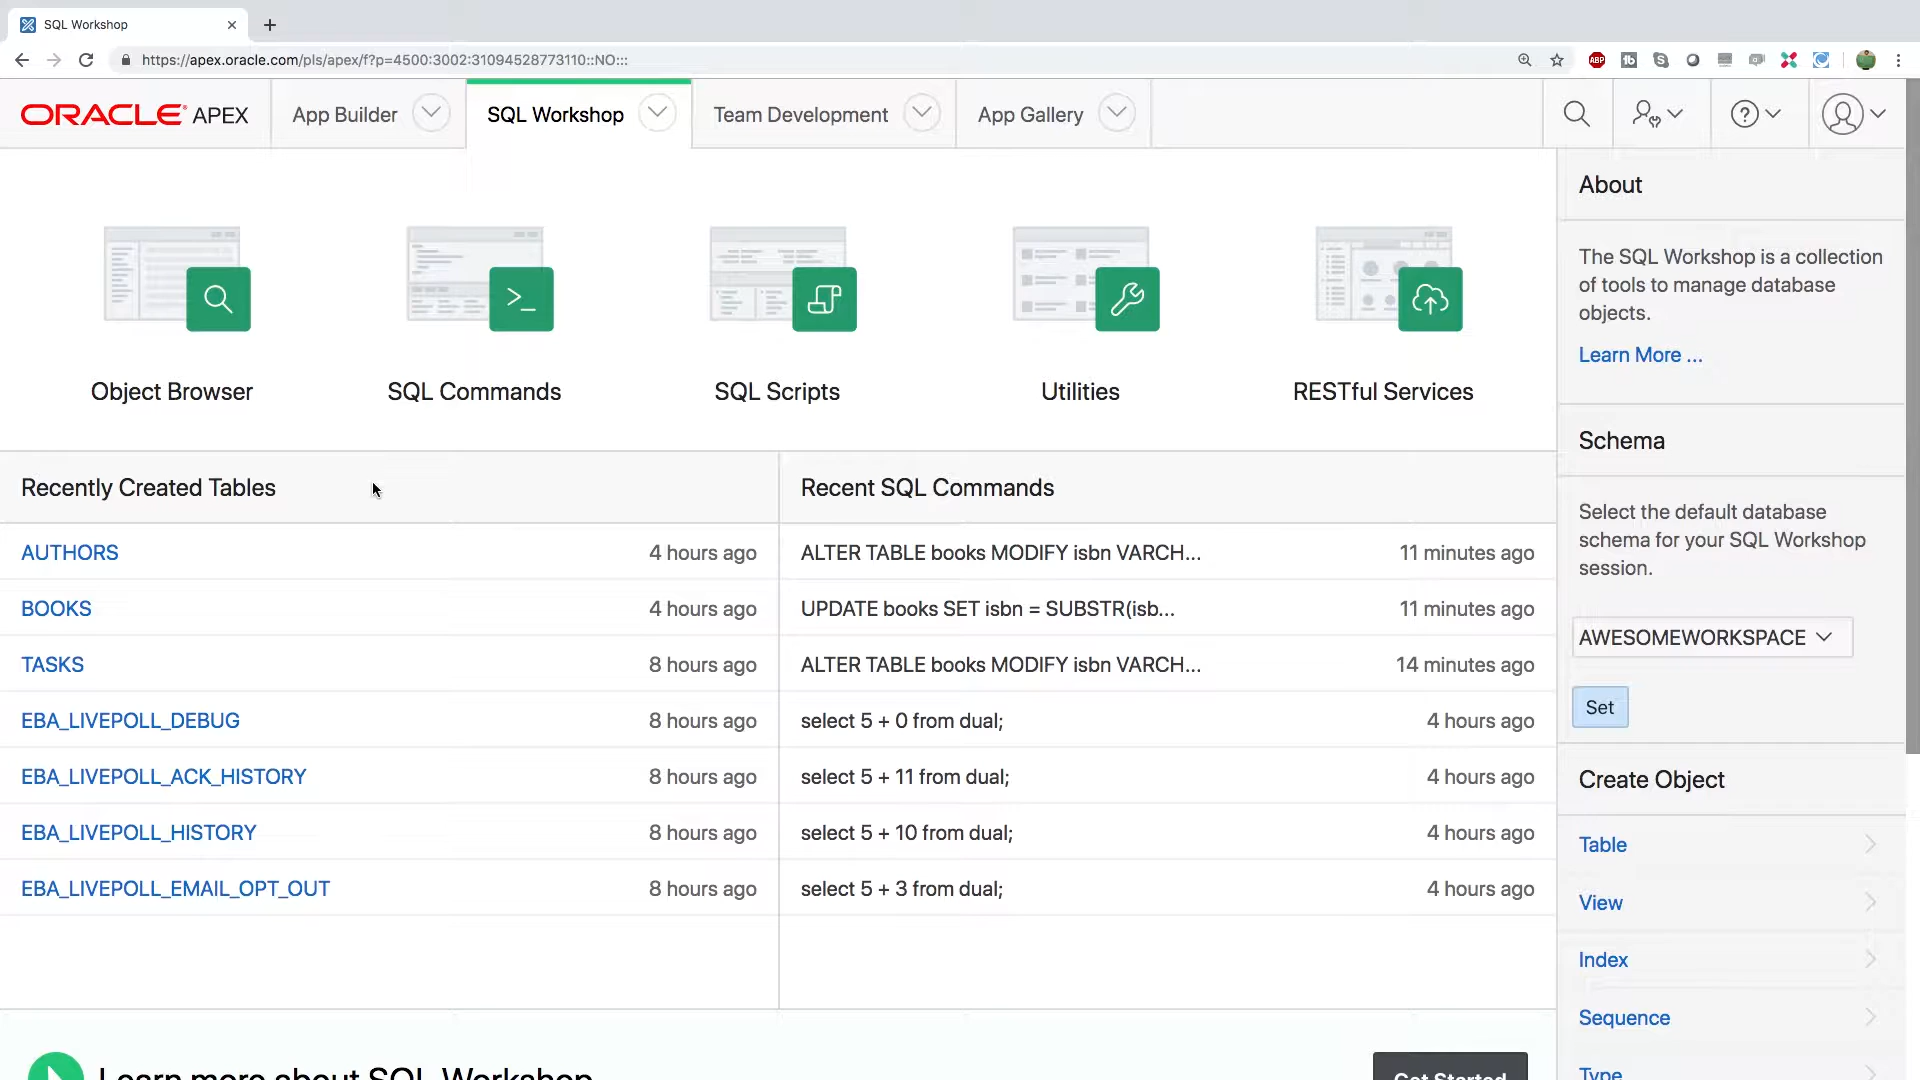 SQL Workshop
https://apex.oracle.com/pls/apex/f?p=4500:3002:31094528773110::NO:::
ABP
ORACLE APEX
App Builder
SQL Workshop
Team Development
App Gallery
Object Browser
SQL Commands
SQL Scripts
Utilities
RESTful Services
Recently Created Tables
AUTHORS 4 hours ago
BOOKS 4 hours ago
TASKS 8 hours ago
EBA_LIVEPOLL_DEBUG 8 hours ago
EBA_LIVEPOLL_ACK_HISTORY 8 hours ago
EBA_LIVEPOLL_HISTORY 8 hours ago
EBA_LIVEPOLL_EMAIL_OPT_OUT 8 hours ago
Recent SQL Commands
ALTER TABLE books MODIFY isbn VARCH... 11 minutes ago
UPDATE books SET isbn = SUBSTR(isb... 11 minutes ago
ALTER TABLE books MODIFY isbn VARCH... 14 minutes ago
select 5 + 0 from dual; 4 hours ago
select 5 + 11 from dual; 4 hours ago
select 5 + 10 from dual; 4 hours ago
select 5 + 3 from dual; 4 hours ago
About
The SQL Workshop is a collection
of tools to manage database
objects.
Learn More ...
Schema
Select the default database
schema for your SQL Workshop
session.
AWESOMEWORKSPACE
Set
Create Object
Table
View
Index
Sequence
Type
Learn more about SQL Workshop
Get Started